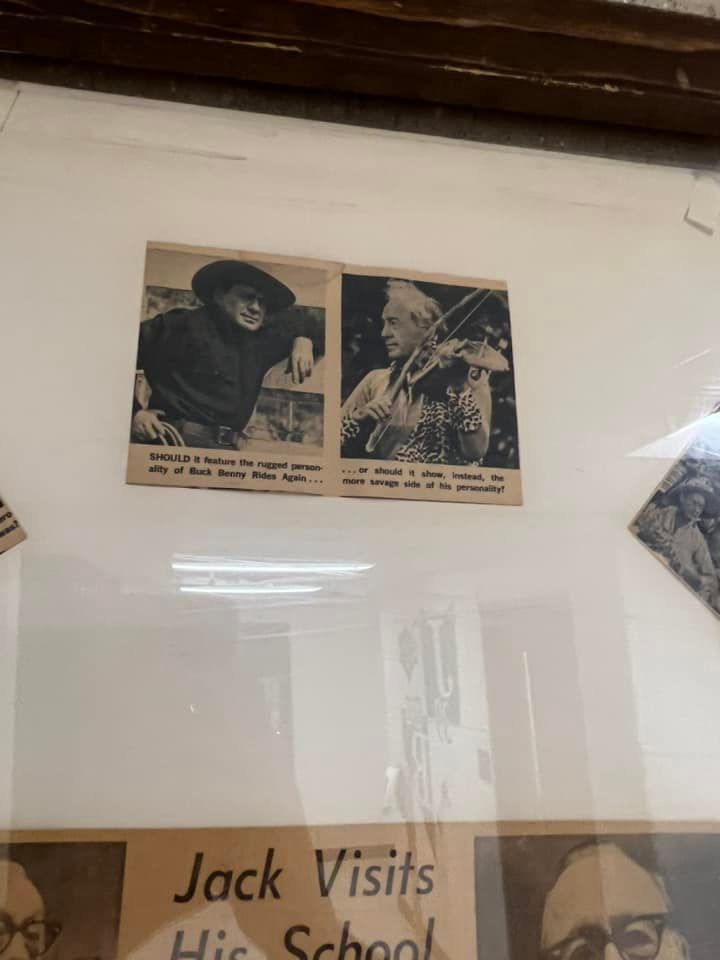 SHOULD it feature the rugged person-
ality of Buck Benny Rides Again...
...or should it show, instead, the
more savage side of his personality?
Jack Visits
His School